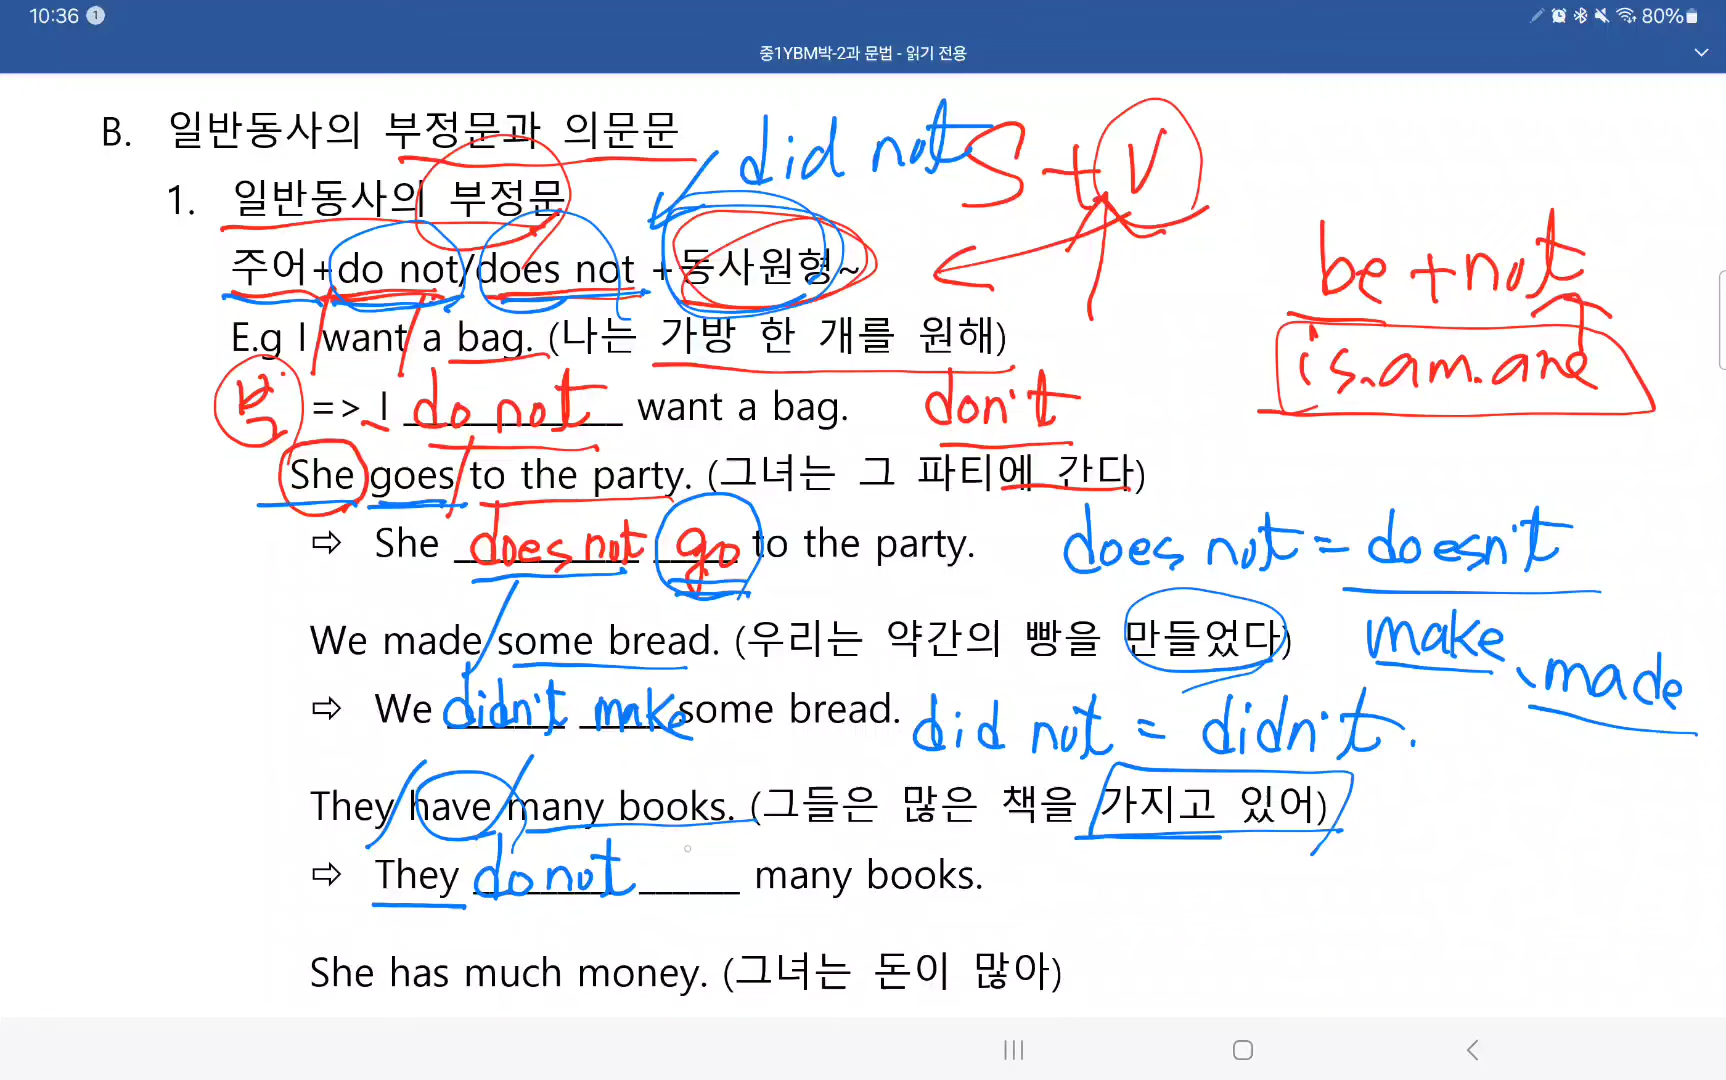 10:36 1 80%
중1YBM박-2과 문법 - 읽기 전용
B. 일반동사의 부정문과 의문문 did not S + V
1. 일반동사의 부정문
주어+do not/does not +동사원형~ be + not
E.g I want a bag. (나는 가방 한 개를 원해) is. am. are
=> I do not want a bag. don't
She goes to the party. (그녀는 그 파티에 간다)
⇨ She does not go to the party. does not = doesn't
We made some bread. (우리는 약간의 빵을 만들었다) make, made
⇨ We didn't make some bread. did not = didn't.
They have many books. (그들은 많은 책을 가지고 있어)
⇨ They do not ______ many books.
She has much money. (그녀는 돈이 많아)